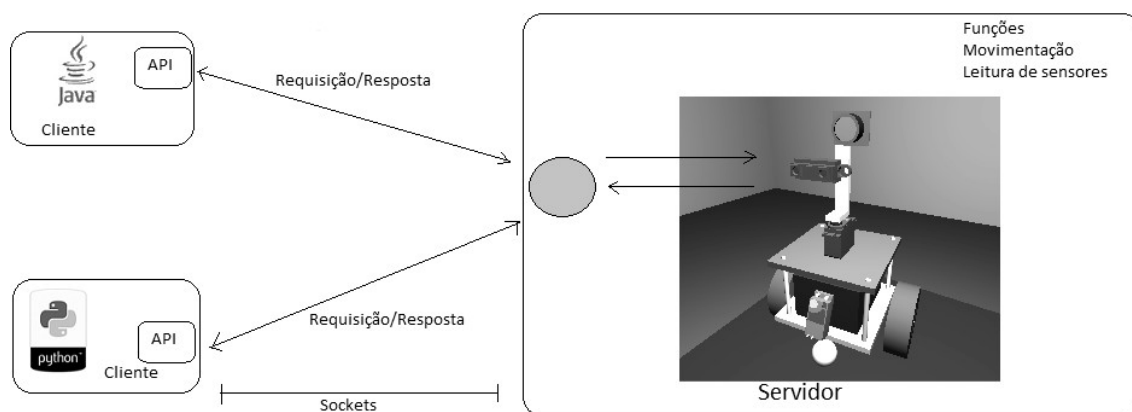 Funções
Movimentação
Leitura de sensores
API
Java
Cliente
Requisição/Resposta
Requisição/Resposta
API
python
Cliente
Sockets
Servidor